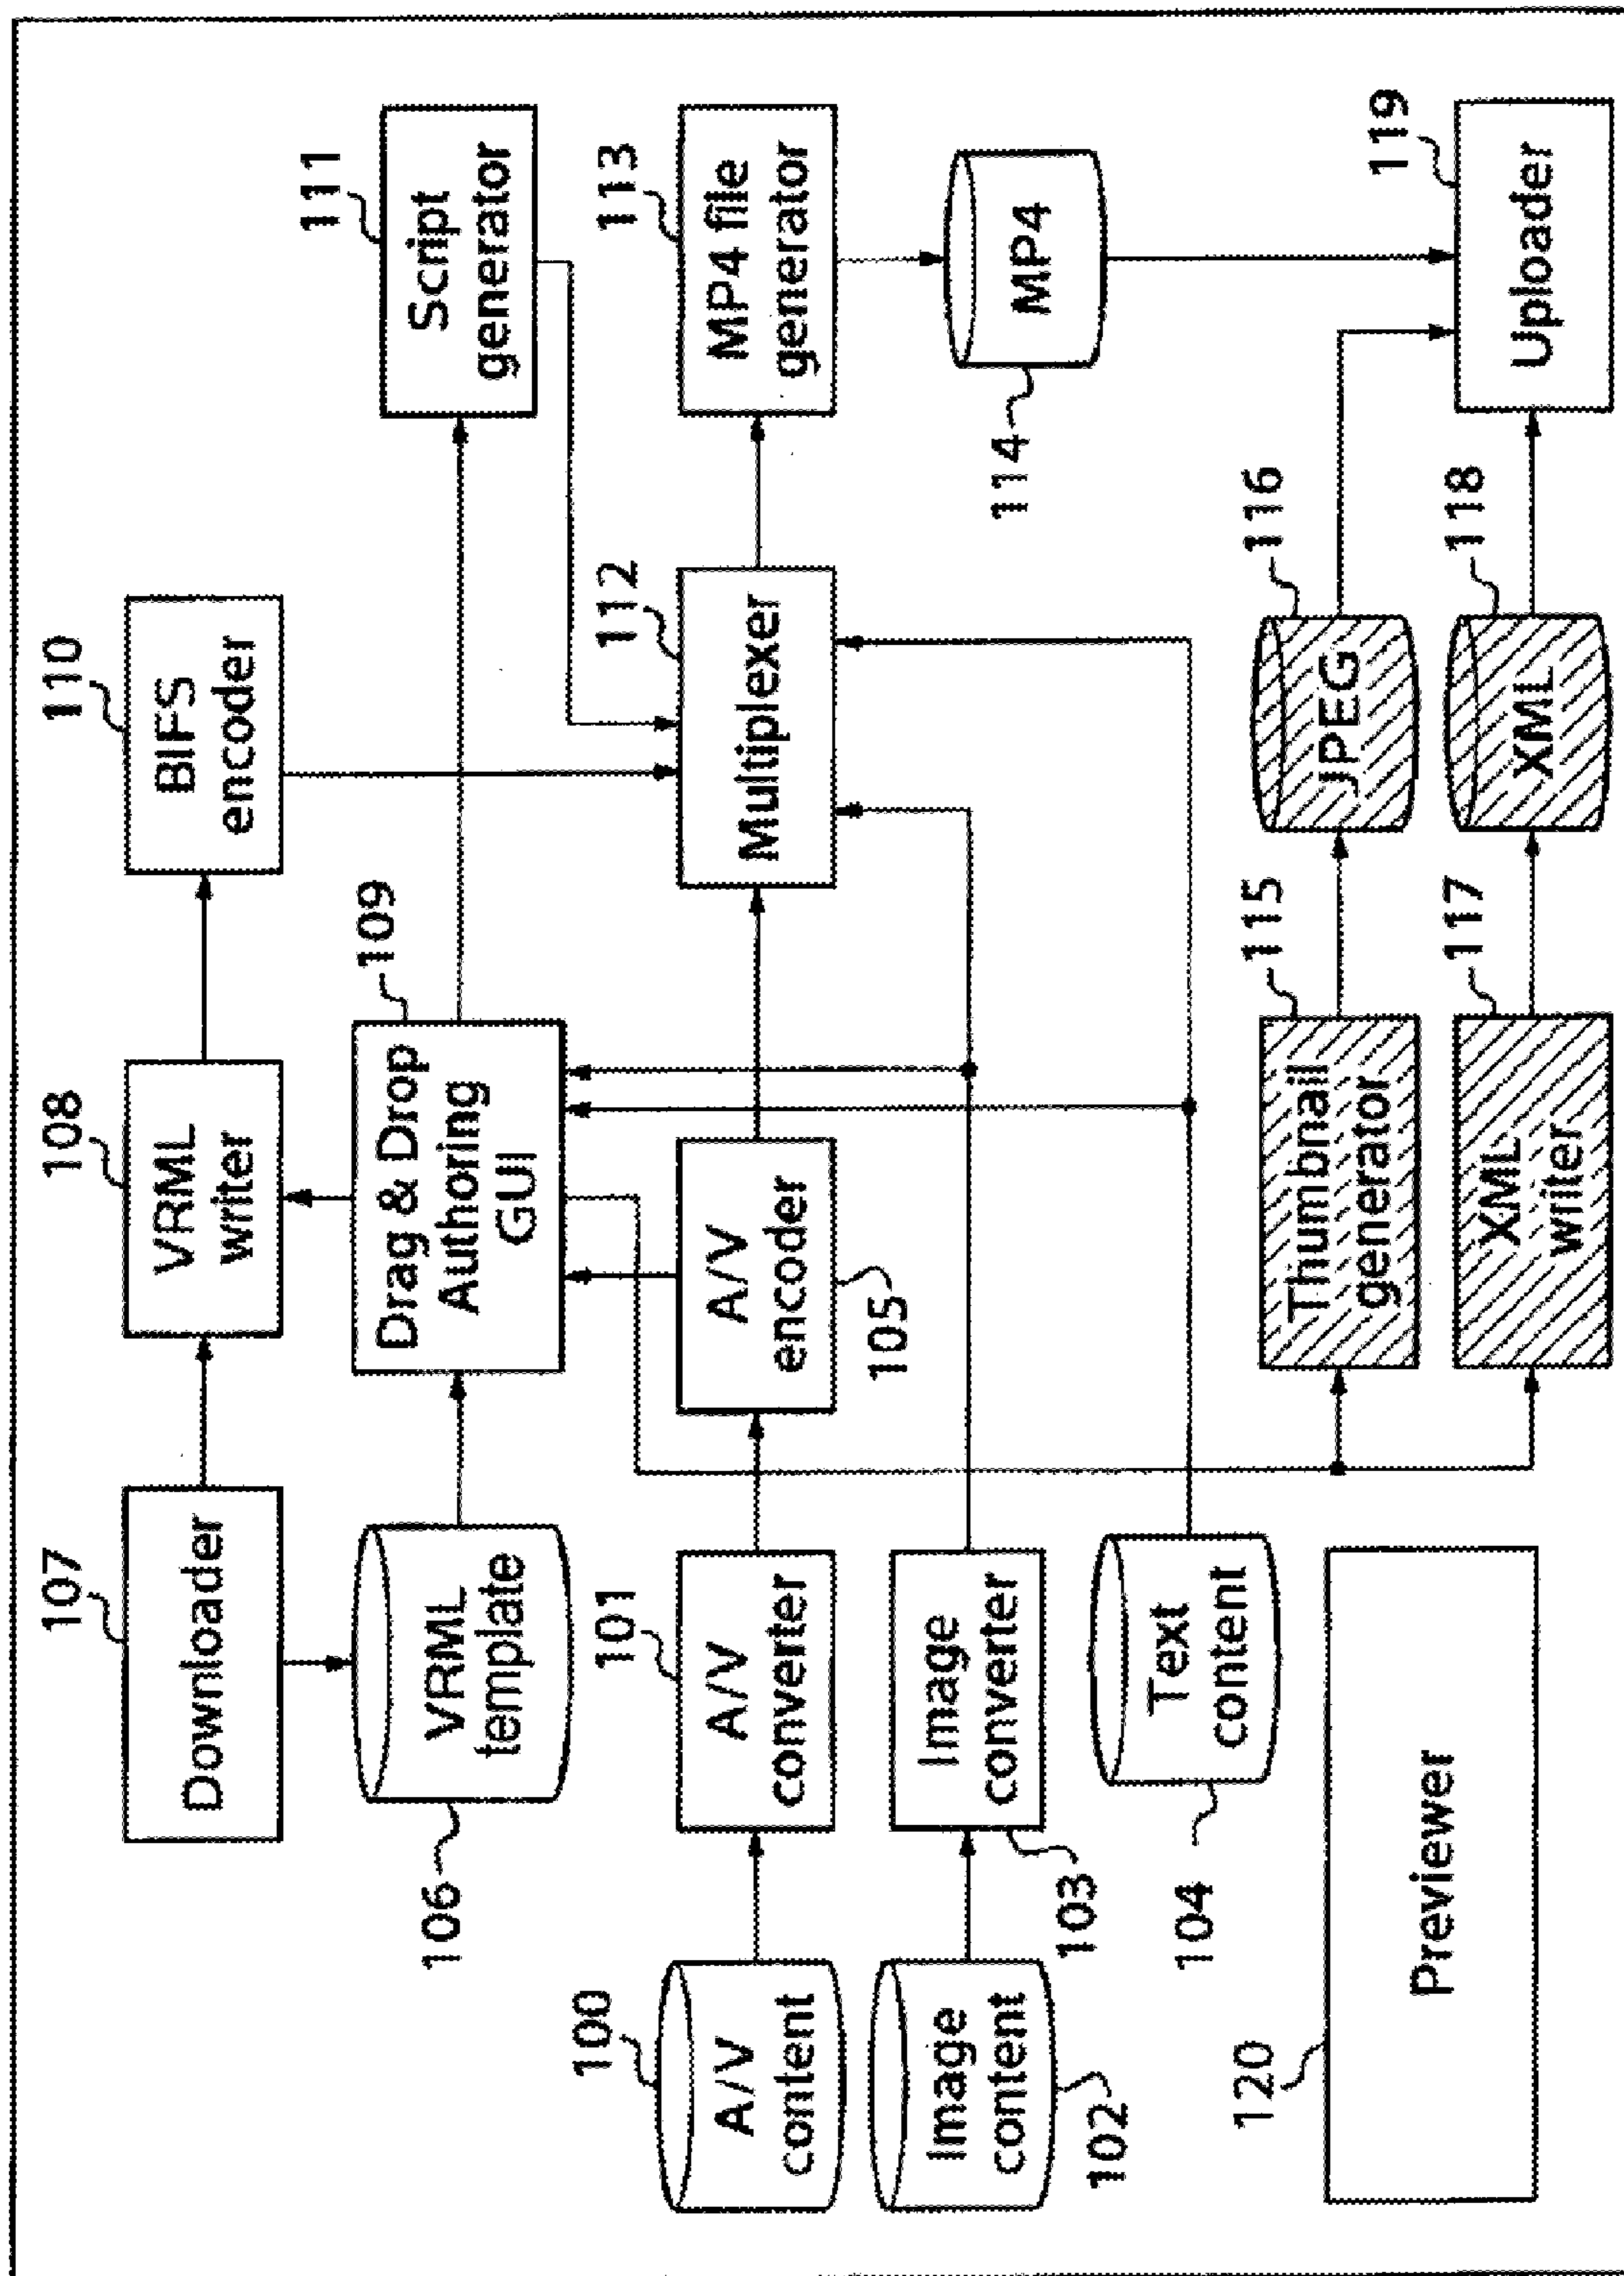 107
Downloader
108
VRML
writer
110
BIFS
encoder
106
VRML
template
109
Drag & Drop
Authoring
GUI
111
Script
generator
100
A/V
content
101
A/V
converter
A/V
encoder
105
112
Multiplexer
113
MP4 file
generator
Image
content
102
Image
converter
103
Text
content
104
MP4
114
120
Previewer
115
Thumbnail
generator
116
JPEG
117
XML
writer
118
XML
119
Uploader